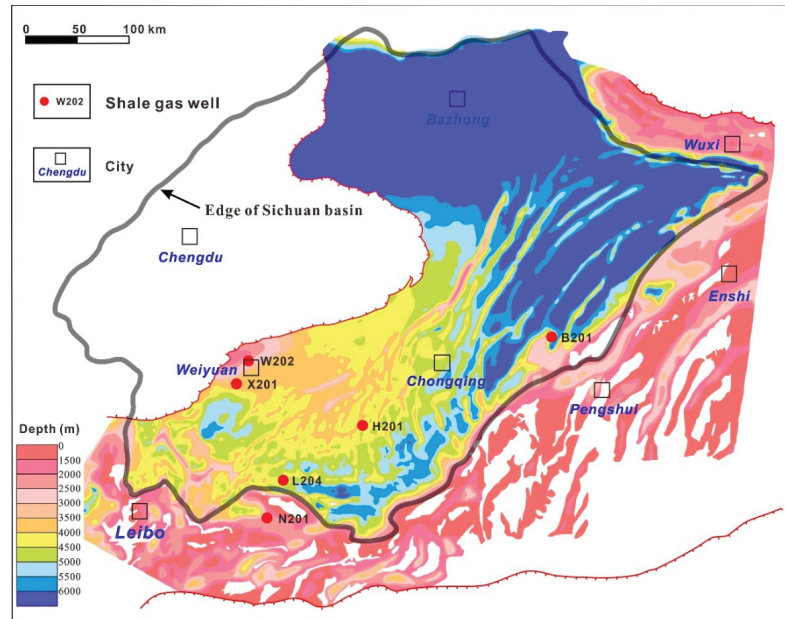 0 50 100 km
W202 Shale gas well
Chengdu City
Edge of Sichuan basin
Bazhong
Wuxi
Chengdu
Enshi
B201
W202
Weiyuan
X201
Chongqing
Pengshui
H201
L204
N201
Leibo
Depth (m)
0
1500
2000
2500
3000
3500
4000
4500
5000
5500
6000